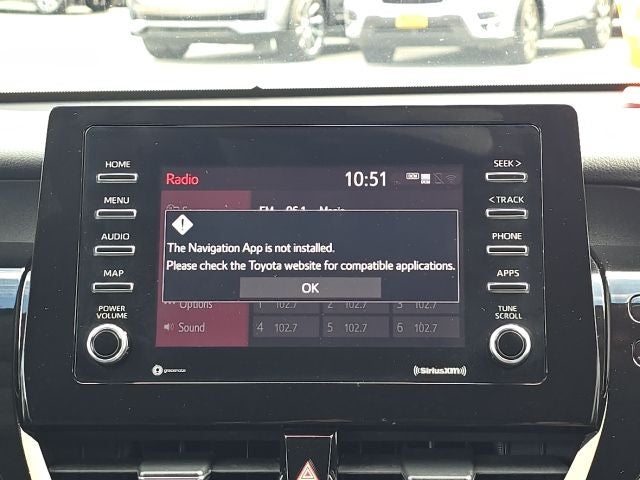 HOME
MENU
AUDIO
MAP
POWER
VOLUME
Radio
10:51
The Navigation App is not installed.
Please check the Toyota website for compatible applications.
OK
Options
1 102.7 2 102.7 3 102.7
Sound
4 102.7 5 102.7 6 102.7
gracenote
((SiriusXM))
SEEK >
< TRACK
PHONE
APPS
TUNE
SCROLL